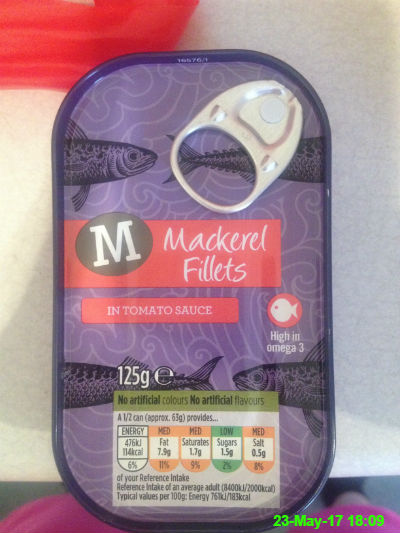 16576/1
M
Mackerel
Fillets
IN TOMATO SAUCE
High in
omega 3
125g e
No artificial colours No artificial flavours
A 1/2 can (approx. 63g) provides...
ENERGY MED MED LOW MED
476kJ Fat Saturates Sugars Salt
114kcal 7.9g 1.7g 1.5g 0.5g
6% 11% 9% 2% 8%
of your Reference Intake
Reference Intake of an average adult (8400kJ/2000kcal)
Typical values per 100g: Energy 761kJ/183kcal
23-May-17 18:09